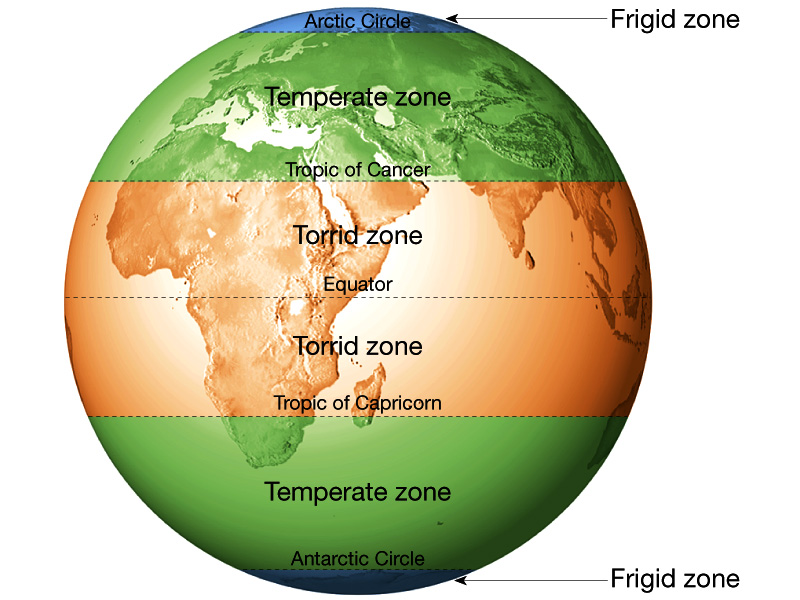 Arctic Circle
Frigid zone
Temperate zone
Tropic of Cancer
Torrid zone
Equator
Torrid zone
Tropic of Capricorn
Temperate zone
Antarctic Circle
Frigid zone